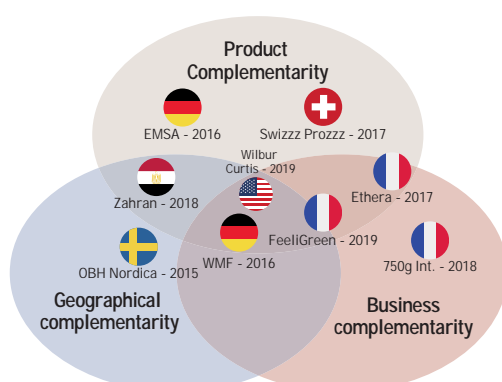 Product
Complementarity
EMSA - 2016
Swizzz Prozzz - 2017
Wilbur
Curtis - 2019
Zahran - 2018
Ethera - 2017
FeeliGreen - 2019
WMF - 2016
OBH Nordica - 2015
750g Int. - 2018
Geographical
complementarity
Business
complementarity